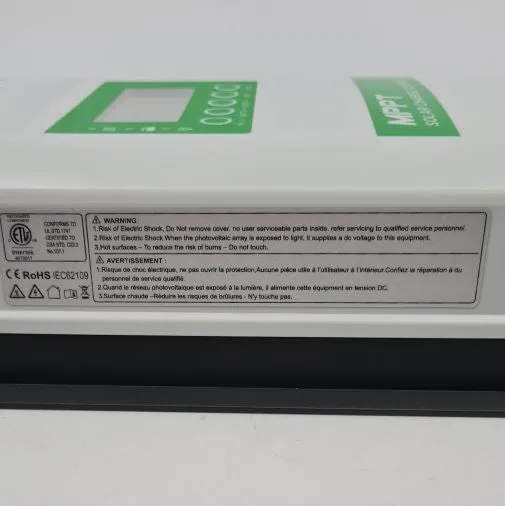 MPPT
SOLAR CHARGE
RECOGNIZED
COMPONENT
ETL
Intertek
CONFORMS TO
UL STD.1741
CERTIFIED TO
CSA STD. C22.2
No.107.1
CE RoHS IEC62109
WARNING:
1.Risk of Electric Shock, Do Not remove cover. no user serviceable parts inside. refer servicing to qualified service personnel.
2.Risk of Electric Shock When the photovoltaic array is exposed to light, it supplies a dc voltage to this equipment.
3.Hot surfaces – To reduce the risk of burns – Do not touch.
AVERTISSEMENT :
1.Risque de choc électrique, ne pas ouvrir la protection,Aucune pièce utile à l'utilisateur à l'intérieur.Confiez la réparation à du
personnel de service qualifié.
2.Quand le réseau photovoltaïque est exposé à la lumière, il alimente cette équipement en tension DC.
3.Surface chaude –Réduire les risques de brûlures - N'y touche pas.